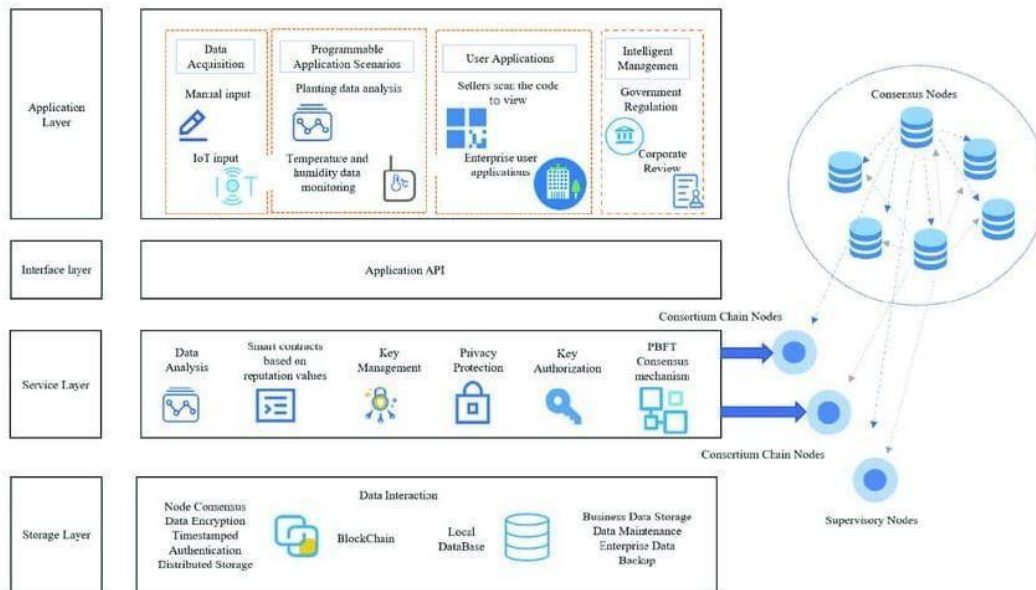 Application
Layer
Data
Acquisition
Manual input
IoT input
IOT
Programmable
Application Scenarios
Planting data analysis
Temperature and
humidity data
monitoring
°C
User Applications
Sellers scan the code
to view
Enterprise user
applications
Intelligent
Managemen
Government
Regulation
Corporate
Review
Consensus Nodes
Interface layer
Application API
Consortium Chain Nodes
Service Layer
Data
Analysis
Smart contracts
based on
reputation values
Key
Management
Privacy
Protection
Key
Authorization
PBFT
Consensus
mechanism
Consortium Chain Nodes
Supervisory Nodes
Storage Layer
Data Interaction
Node Consensus
Data Encryption
Timestamped
Authentication
Distributed Storage
BlockChain
Local
DataBase
Business Data Storage
Data Maintenance
Enterprise Data
Backup